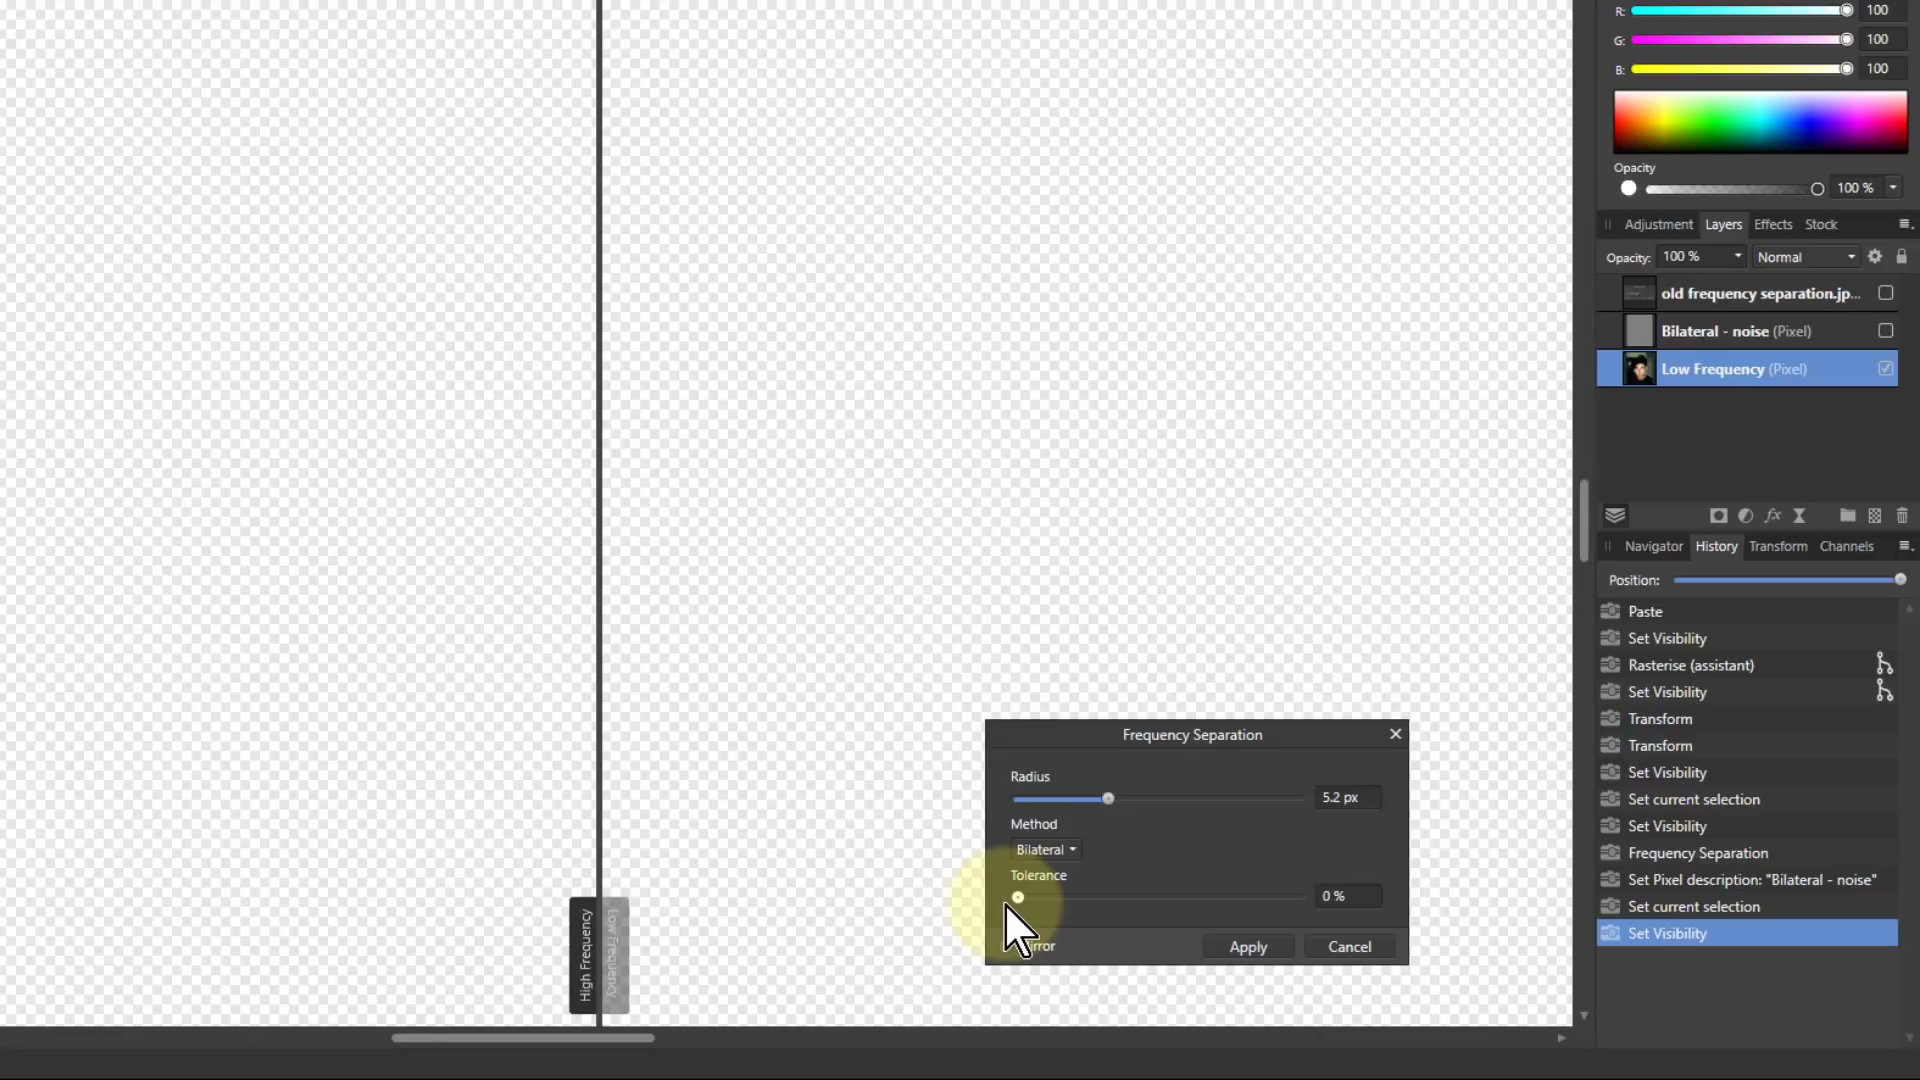 R: 100
G: 100
B: 100
Opacity
100 %
Adjustment Layers Effects Stock
Opacity: 100 % Normal
old frequency separation.jp...
Bilateral - noise (Pixel)
Low Frequency (Pixel)
fx
Navigator History Transform Channels
Position:
Paste
Set Visibility
Rasterise (assistant)
Set Visibility
Transform
Transform
Set Visibility
Set current selection
Set Visibility
Frequency Separation
Set Pixel description: "Bilateral - noise"
Set current selection
Set Visibility
Frequency Separation
Radius
5.2 px
Method
Bilateral
Tolerance
0 %
Apply Cancel
High Frequency
Low Frequency